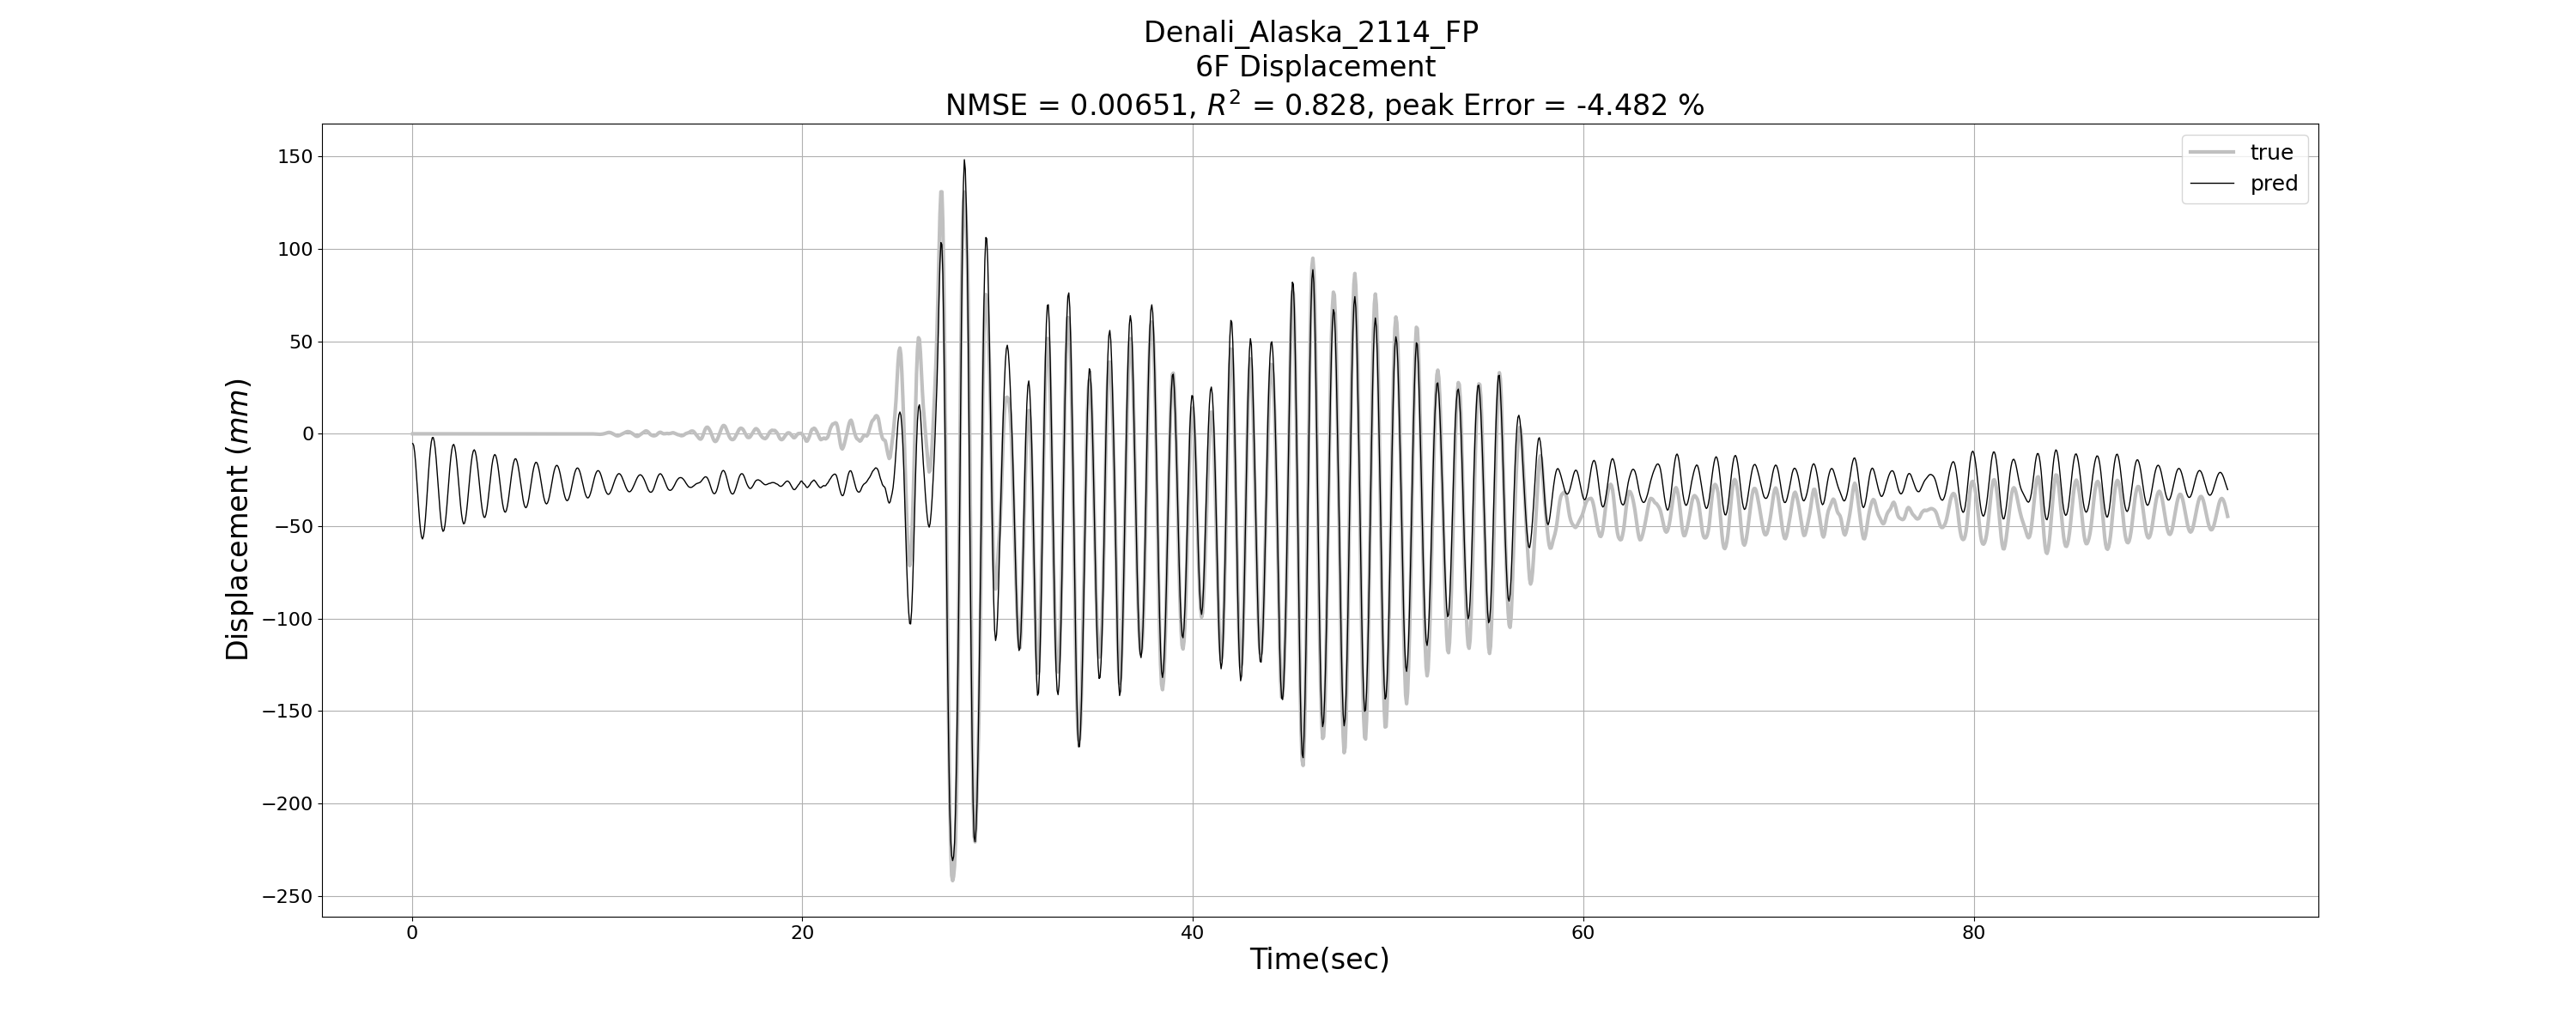 Denali_Alaska_2114_FP
6F Displacement
NMSE = 0.00651, R² = 0.828, peak Error = -4.482 %
true
pred
150
100
50
0
−50
−100
−150
−200
−250
Displacement (mm)
0 20 40 60 80
Time(sec)